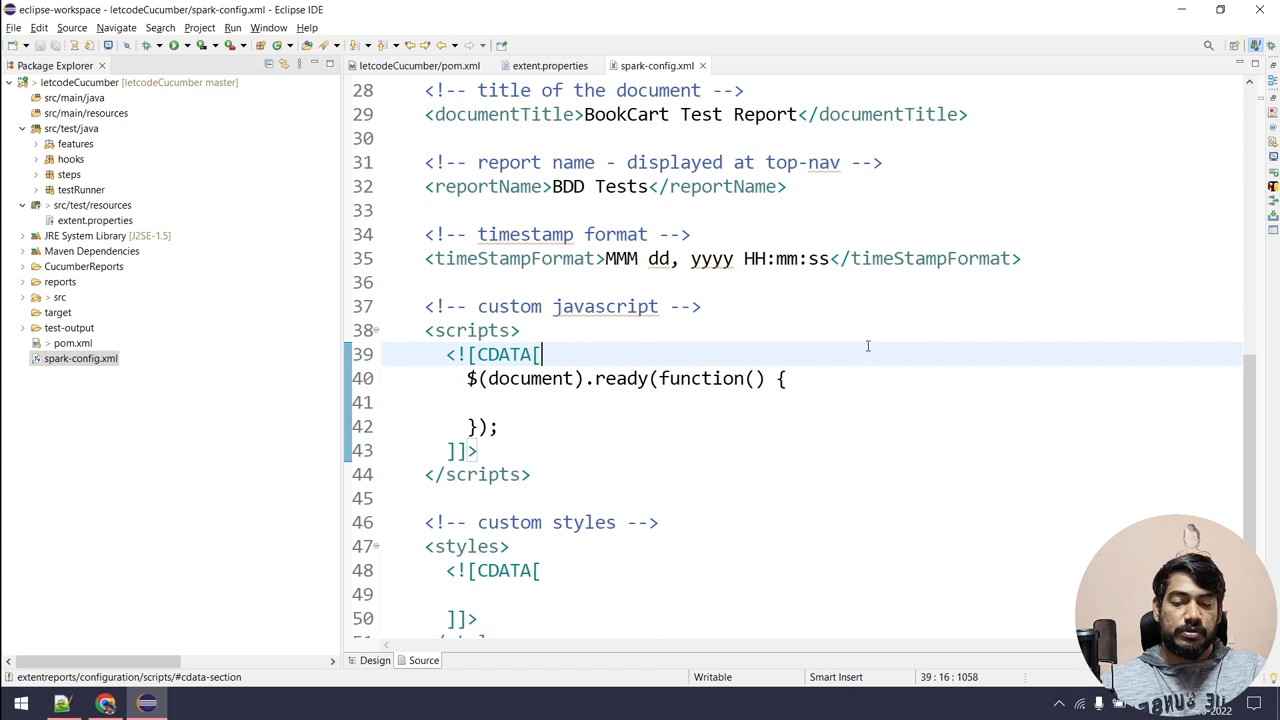 eclipse-workspace - letcodeCucumber/spark-config.xml - Eclipse IDE
File Edit Source Navigate Search Project Run Window Help
Package Explorer
letcodeCucumber/pom.xml
extent.properties
spark-config.xml
> letcodeCucumber [letcodeCucumber master]
src/main/java
src/main/resources
src/test/java
features
hooks
steps
testRunner
> src/test/resources
extent.properties
JRE System Library [J2SE-1.5]
Maven Dependencies
CucumberReports
reports
> src
target
test-output
> pom.xml
spark-config.xml
28 <!-- title of the document -->
29 <documentTitle>BookCart Test Report</documentTitle>
30
31 <!-- report name - displayed at top-nav -->
32 <reportName>BDD Tests</reportName>
33
34 <!-- timestamp format -->
35 <timeStampFormat>MMM dd, yyyy HH:mm:ss</timeStampFormat>
36
37 <!-- custom javascript -->
38 <scripts>
39 <![CDATA[
40 $(document).ready(function() {
41
42 });
43 ]]>
44 </scripts>
45
46 <!-- custom styles -->
47 <styles>
48 <![CDATA[
49
50 ]]>
Design Source
extentreports/configuration/scripts/#cdata-section
Writable
Smart Insert
39 : 16 : 1058
-2022